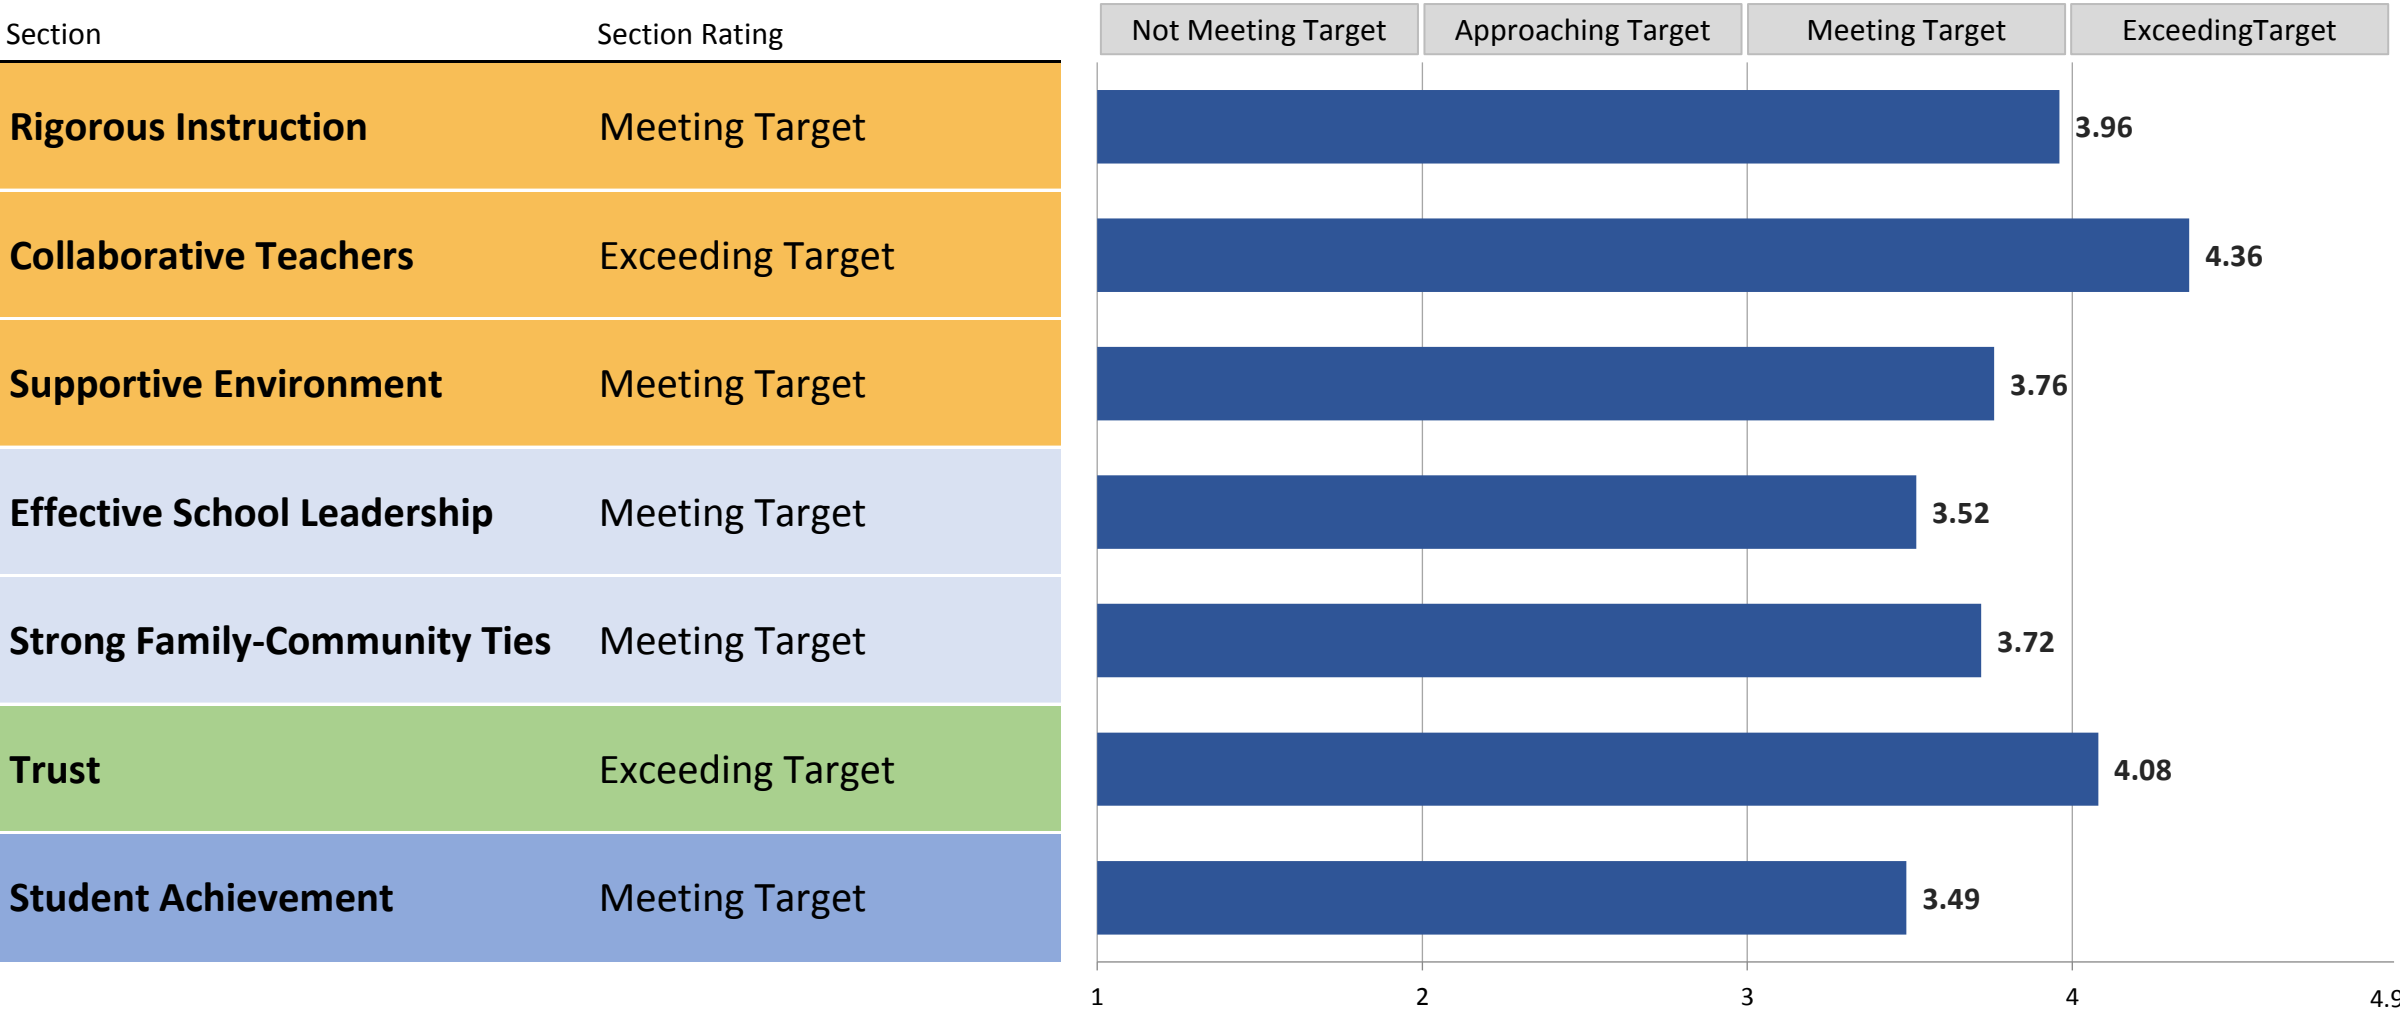 Section Section Rating Not Meeting Target Approaching Target Meeting Target ExceedingTarget
Rigorous Instruction Meeting Target 3.96
Collaborative Teachers Exceeding Target 4.36
Supportive Environment Meeting Target 3.76
Effective School Leadership Meeting Target 3.52
Strong Family-Community Ties Meeting Target 3.72
Trust Exceeding Target 4.08
Student Achievement Meeting Target 3.49
1 2 3 4 4.9